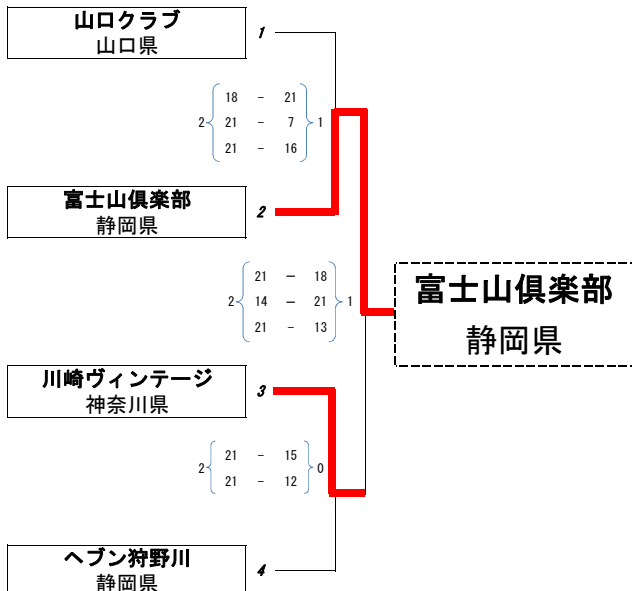 山口クラブ
山口県
1
18 - 21
2 21 - 7 1
21 - 16
富士山倶楽部
静岡県
2
21 － 18
2 14 － 21 1
21 - 13
富士山倶楽部
静岡県
川崎ヴィンテージ
神奈川県
3
21 - 15
2 0
21 - 12
ヘブン狩野川
静岡県
4